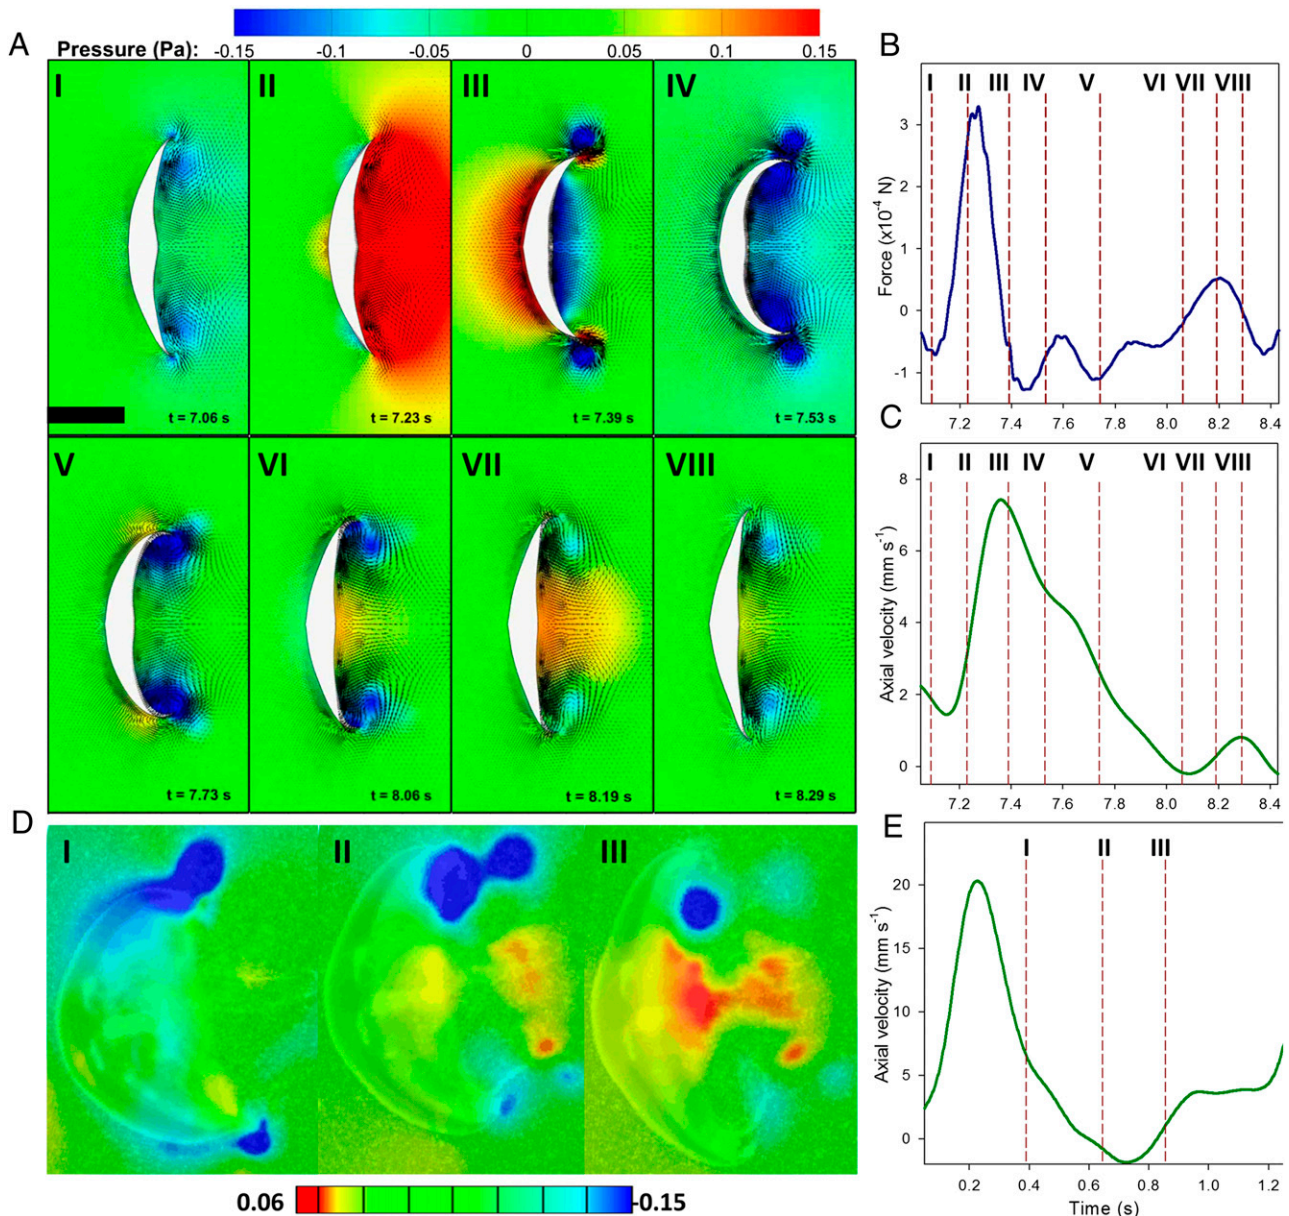 A
Pressure (Pa): -0.15 -0.1 -0.05 0 0.05 0.1 0.15
I
II
III
IV
t = 7.06 s
t = 7.23 s
t = 7.39 s
t = 7.53 s
V
VI
VII
VIII
t = 7.73 s
t = 8.06 s
t = 8.19 s
t = 8.29 s
B
I II III IV V VI VII VIII
Force (x10-4 N)
3
2
1
0
-1
7.2 7.4 7.6 7.8 8.0 8.2 8.4
C
I II III IV V VI VII VIII
Axial velocity (mm s-1)
8
6
4
2
0
7.2 7.4 7.6 7.8 8.0 8.2 8.4
D
I
II
III
0.06
-0.15
E
I II III
Axial velocity (mm s-1)
20
15
10
5
0
0.2 0.4 0.6 0.8 1.0 1.2
Time (s)